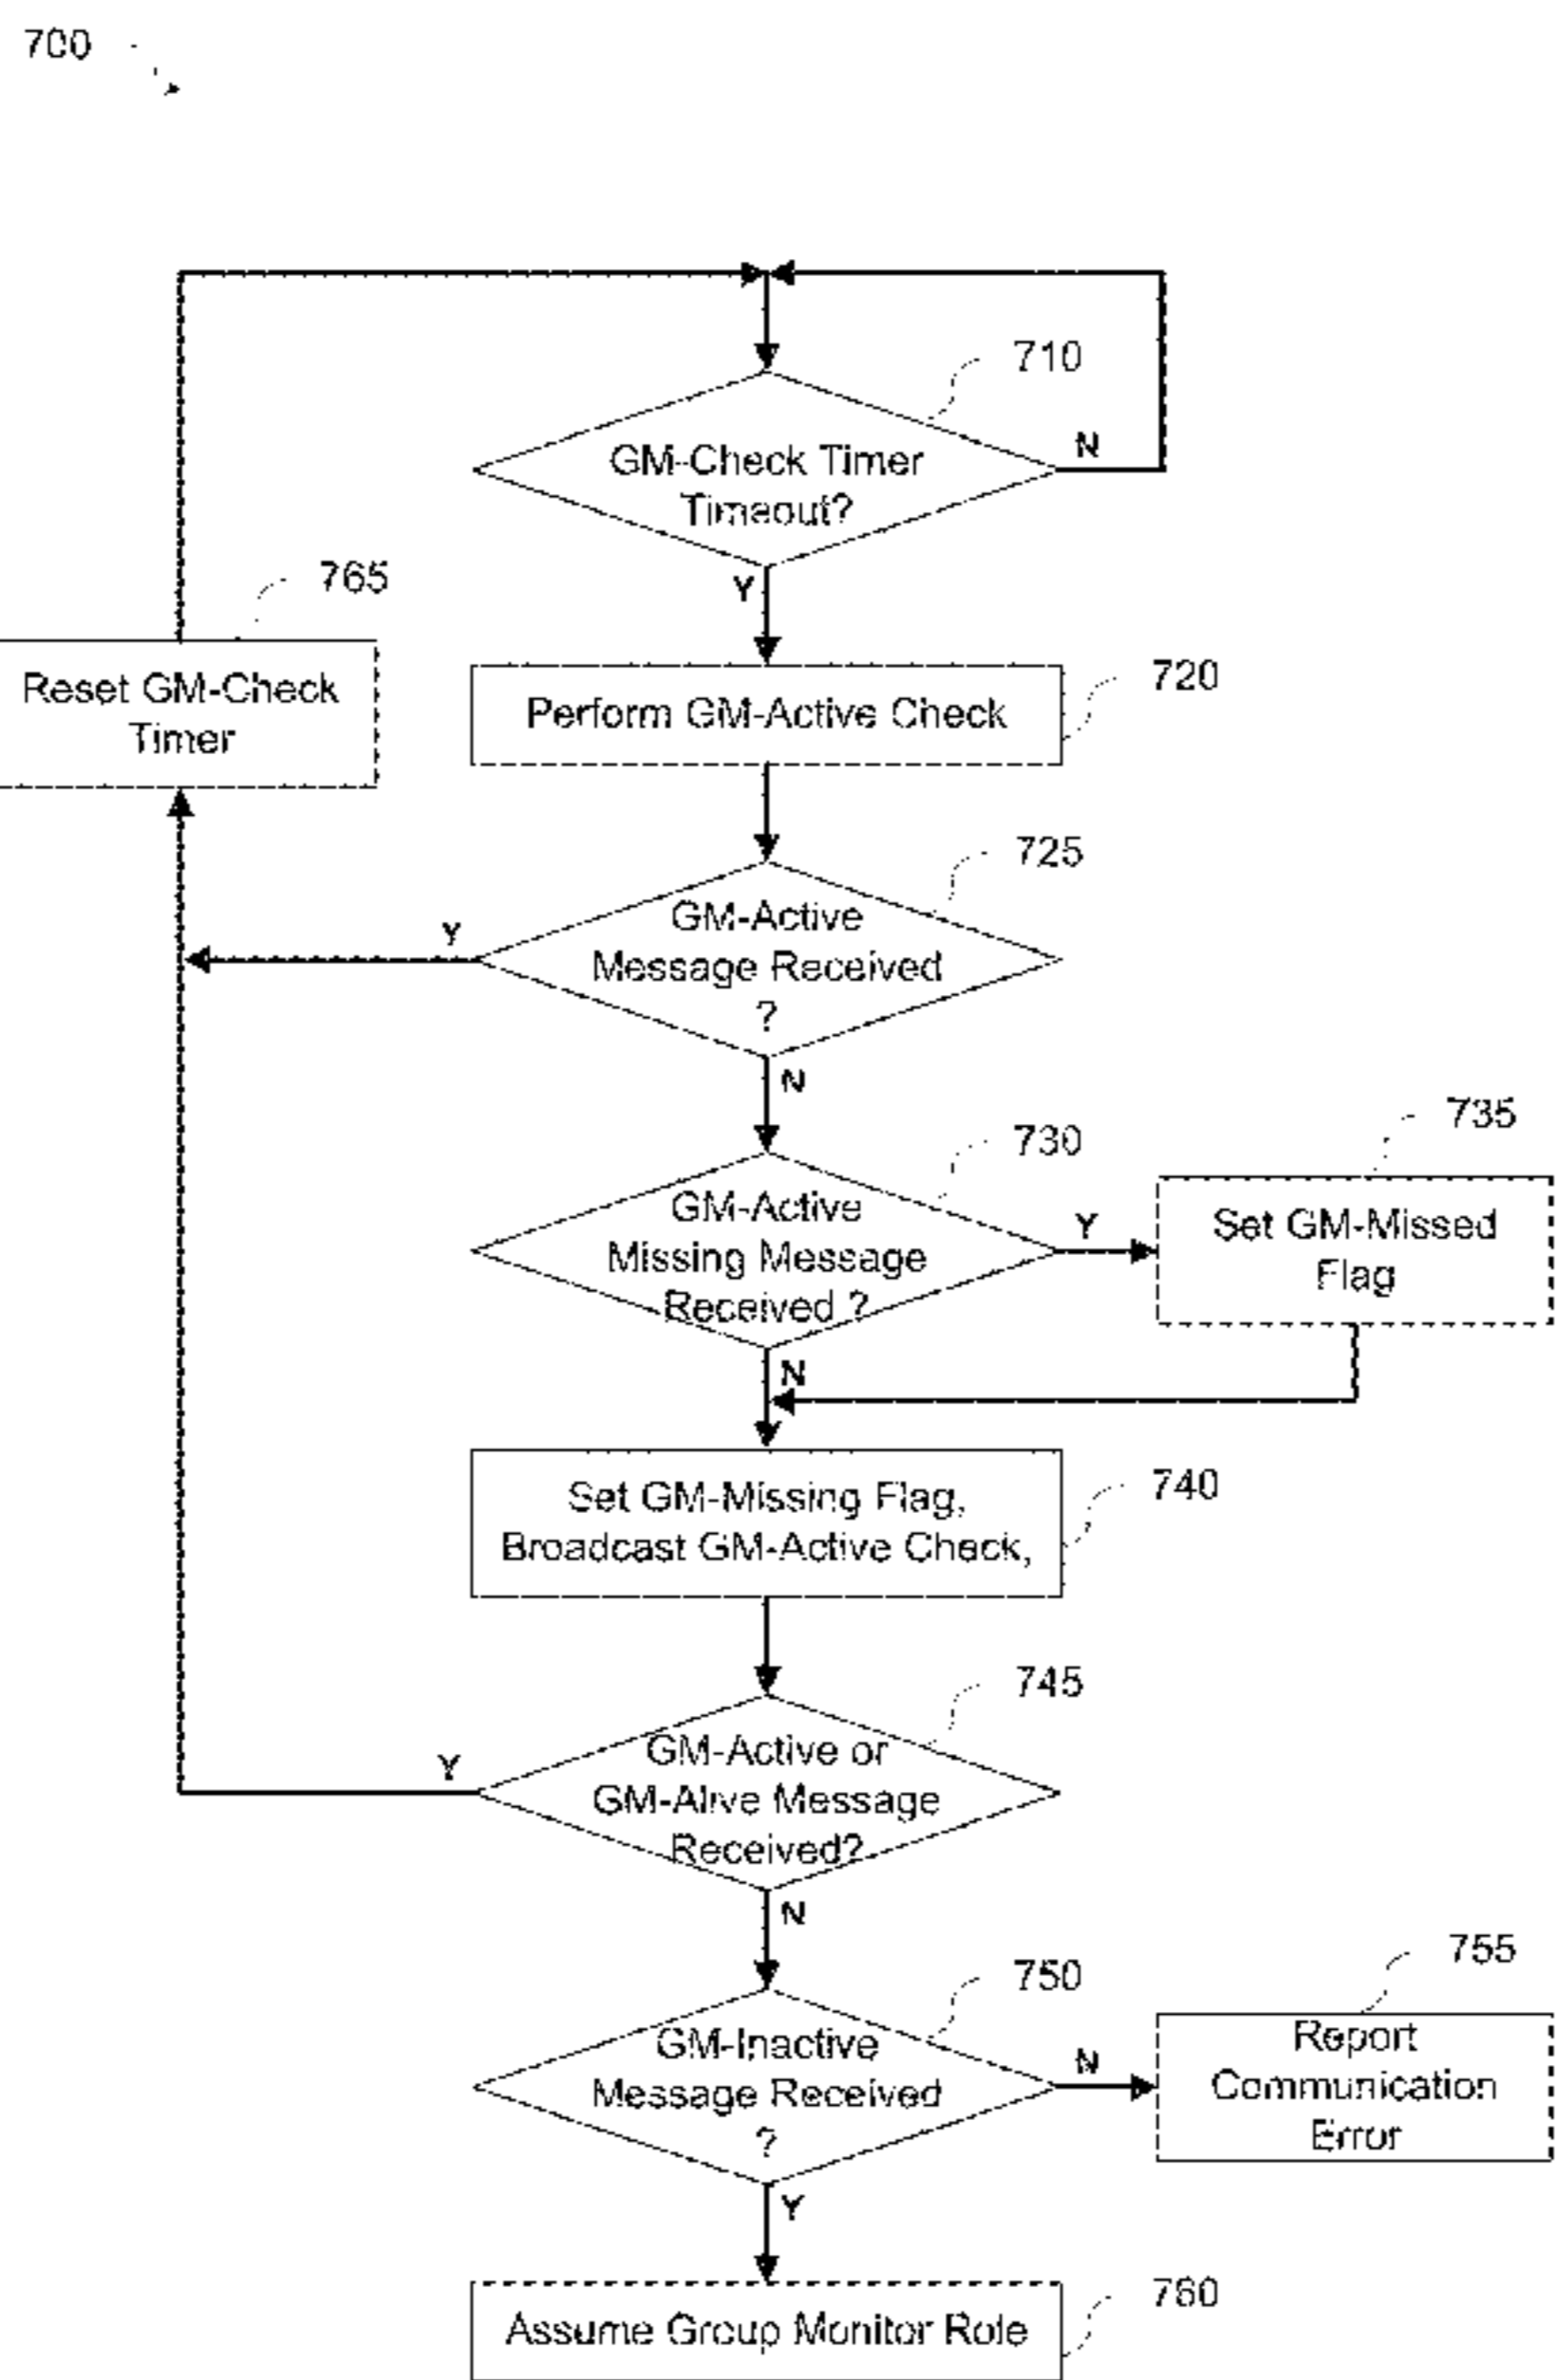 700
710
GM-Check Timer
Timeout?
N
Y
765
Reset GM-Check
Timer
720
Perform GM-Active Check
725
GM-Active
Message Received
?
Y
N
730
GM-Active
Missing Message
Received ?
Y
N
735
Set GM-Missed
Flag
740
Set GM-Missing Flag,
Broadcast GM-Active Check,
745
GM-Active or
GM-Alive Message
Received?
Y
N
750
GM-Inactive
Message Received
?
N
Y
755
Report
Communication
Error
760
Assume Group Monitor Role